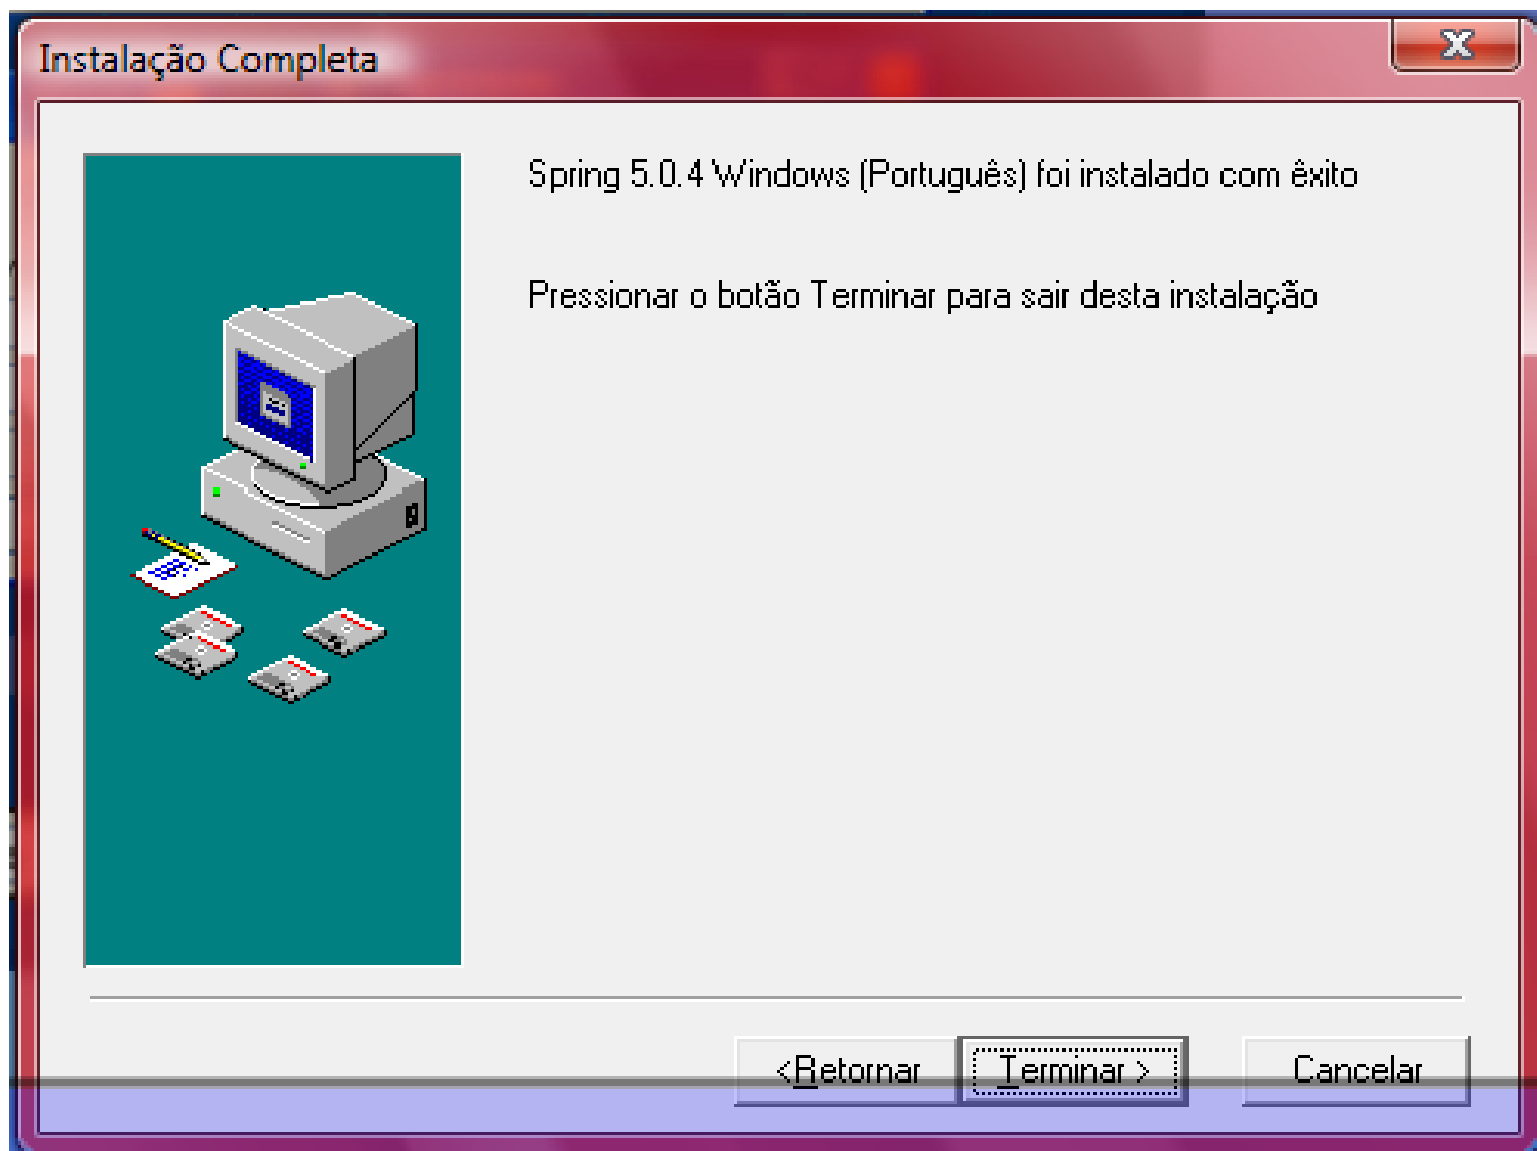 Instalação Completa
Spring 5.0.4 Windows (Português) foi instalado com êxito
Pressionar o botão Terminar para sair desta instalação
<Retornar
Terminar >
Cancelar